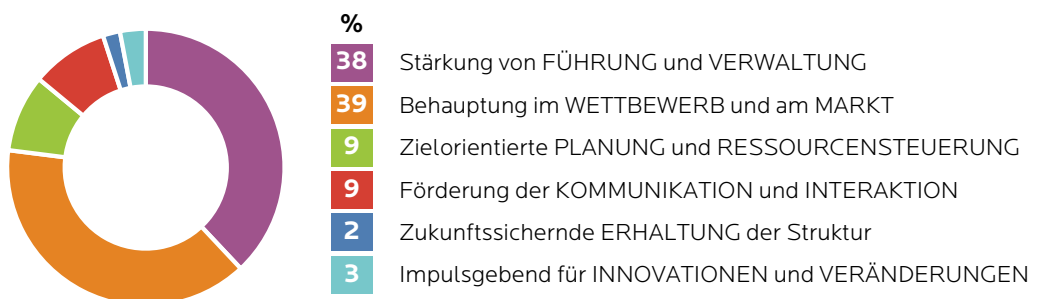 %
38 Stärkung von FÜHRUNG und VERWALTUNG
39 Behauptung im WETTBEWERB und am MARKT
9 Zielorientierte PLANUNG und RESSOURCENSTEUERUNG
9 Förderung der KOMMUNIKATION und INTERAKTION
2 Zukunftssichernde ERHALTUNG der Struktur
3 Impulsgebend für INNOVATIONEN und VERÄNDERUNGEN